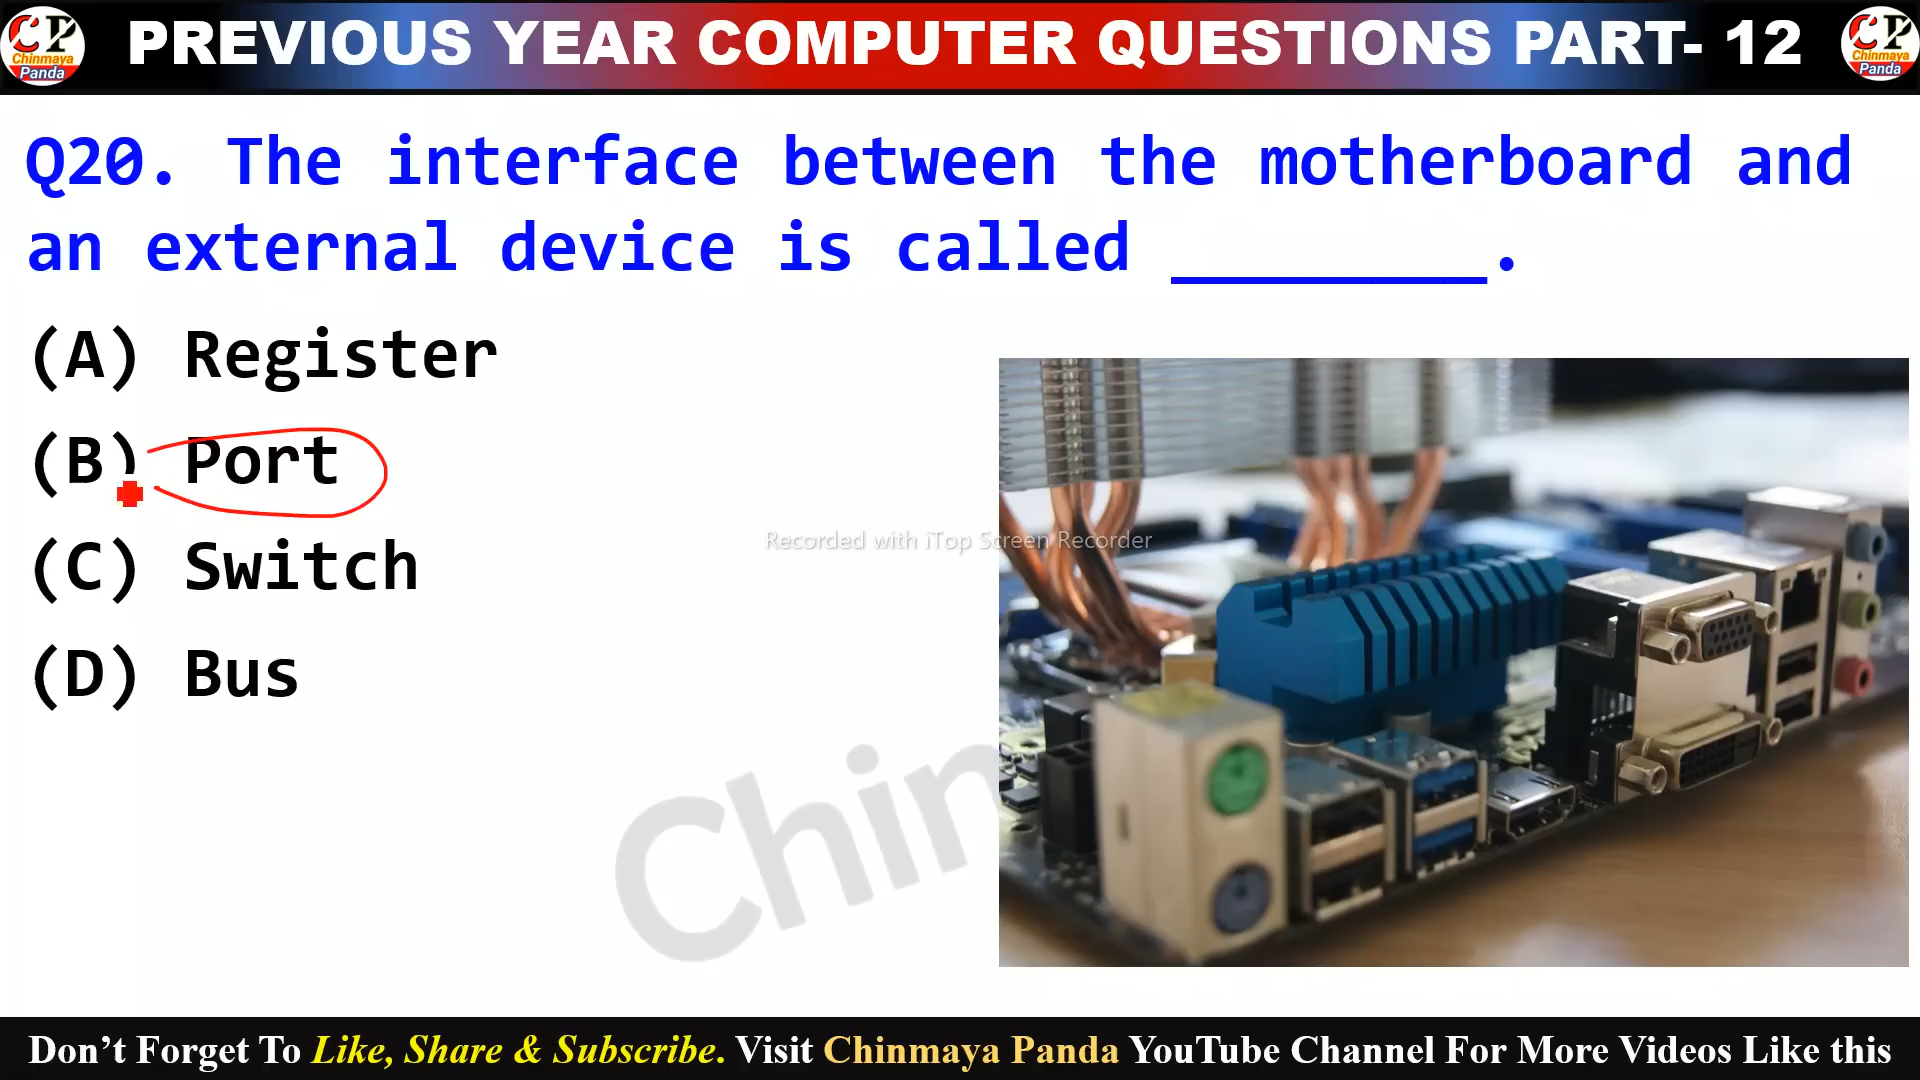 CP Chinmaya Panda
PREVIOUS YEAR COMPUTER QUESTIONS PART- 12
CP Chinmaya Panda
Q20. The interface between the motherboard and
an external device is called ________.
(A) Register
(B) Port
(C) Switch
(D) Bus
Recorded with iTop Screen Recorder
Chin
Don’t Forget To Like, Share & Subscribe. Visit Chinmaya Panda YouTube Channel For More Videos Like this